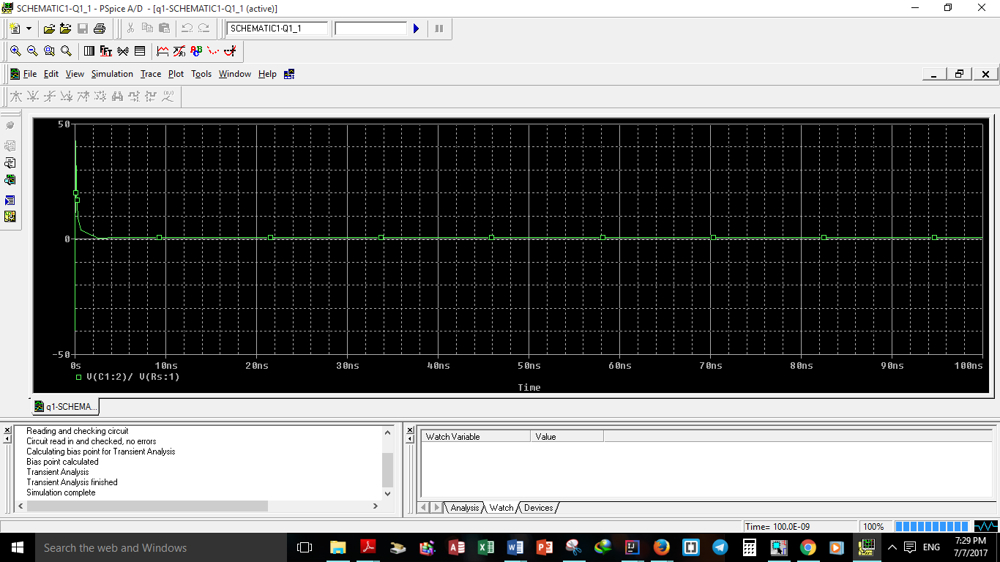 SCHEMATIC1-Q1_1 - PSpice A/D - [q1-SCHEMATIC1-Q1_1 (active)]
SCHEMATIC1-Q1_1
FFT
File Edit View Simulation Trace Plot Tools Window Help
50
0
-50
0s 10ns 20ns 30ns 40ns 50ns 60ns 70ns 80ns 90ns 100ns
V(C1:2)/ V(Rs:1)
Time
q1-SCHEMA...
Reading and checking circuit
Circuit read in and checked, no errors
Calculating bias point for Transient Analysis
Bias point calculated
Transient Analysis
Transient Analysis finished
Simulation complete
Watch Variable Value
Analysis Watch Devices
Time= 100.0E-09 100%
Search the web and Windows
ENG
7:29 PM
7/7/2017